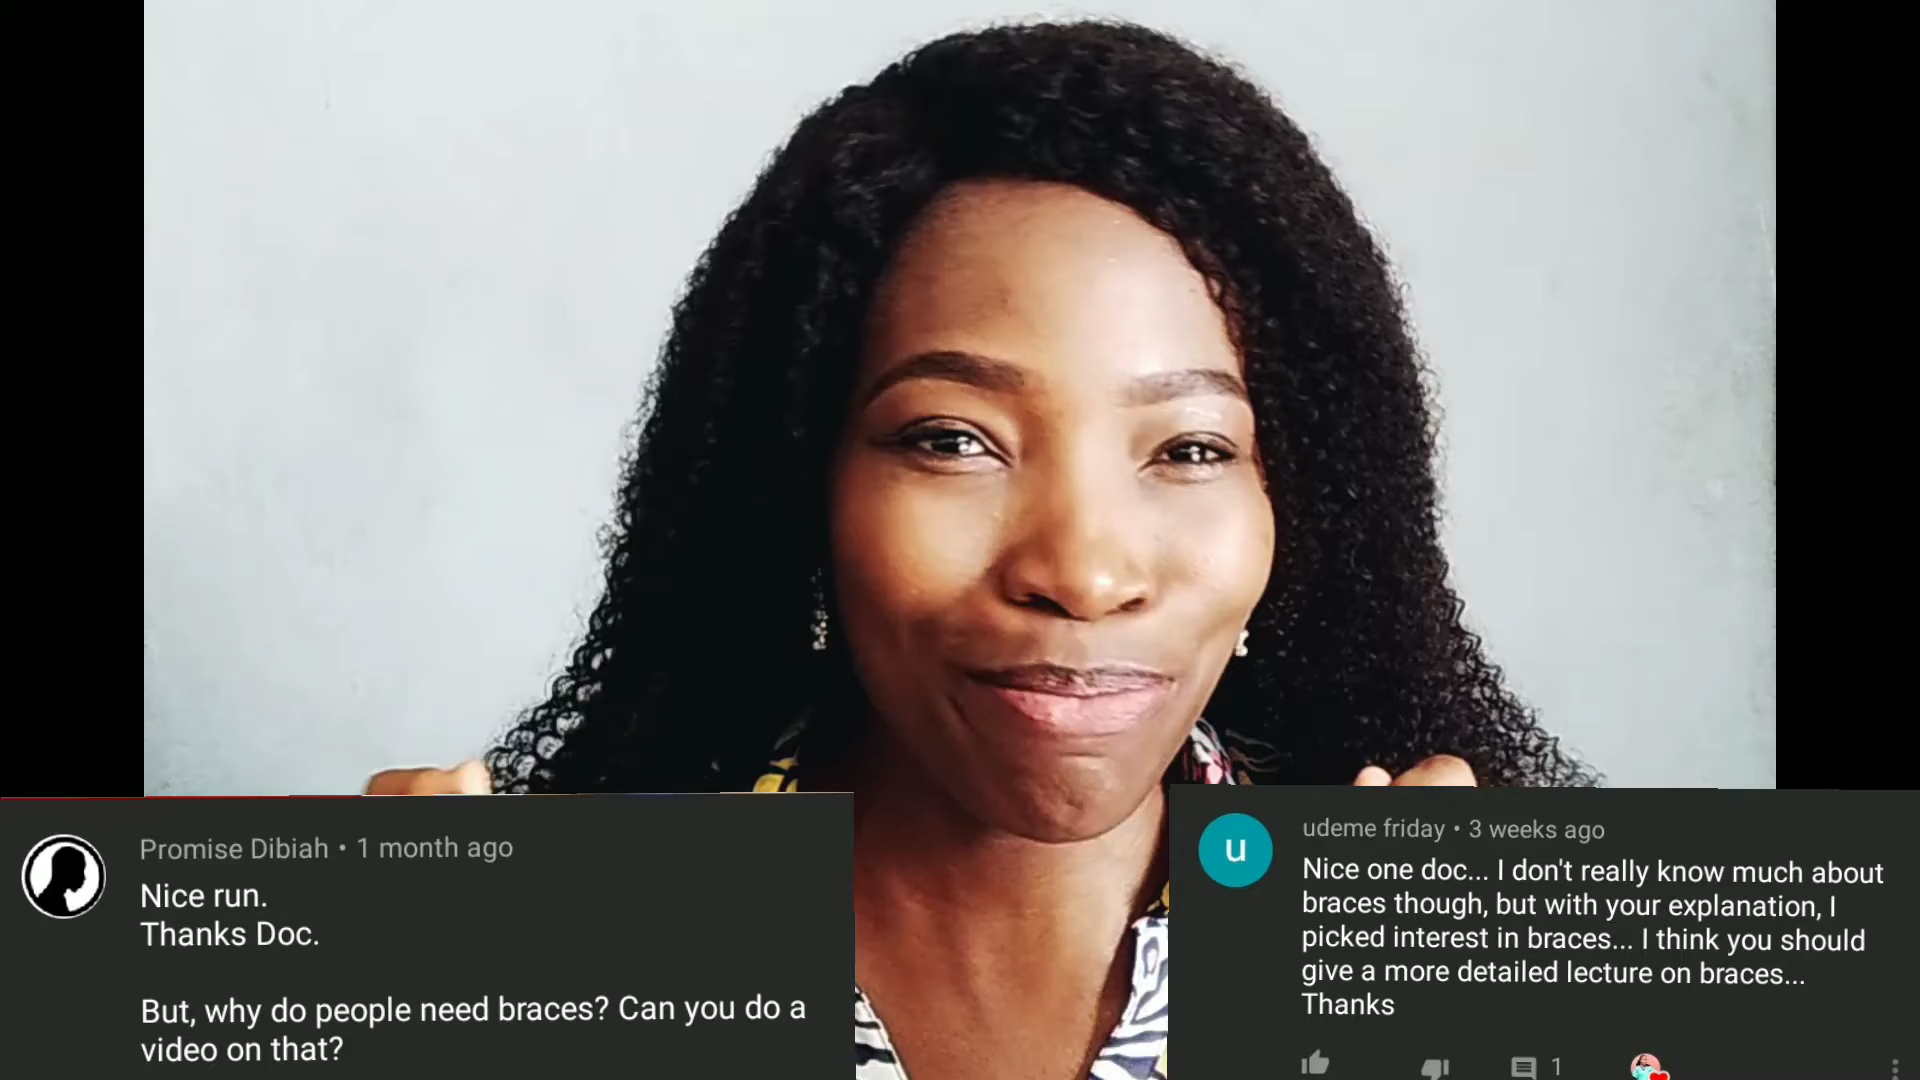 Promise Dibiah • 1 month ago
Nice run.
Thanks Doc.
But, why do people need braces? Can you do a
video on that?
u
udeme friday • 3 weeks ago
Nice one doc... I don't really know much about
braces though, but with your explanation, I
picked interest in braces... I think you should
give a more detailed lecture on braces...
Thanks
1